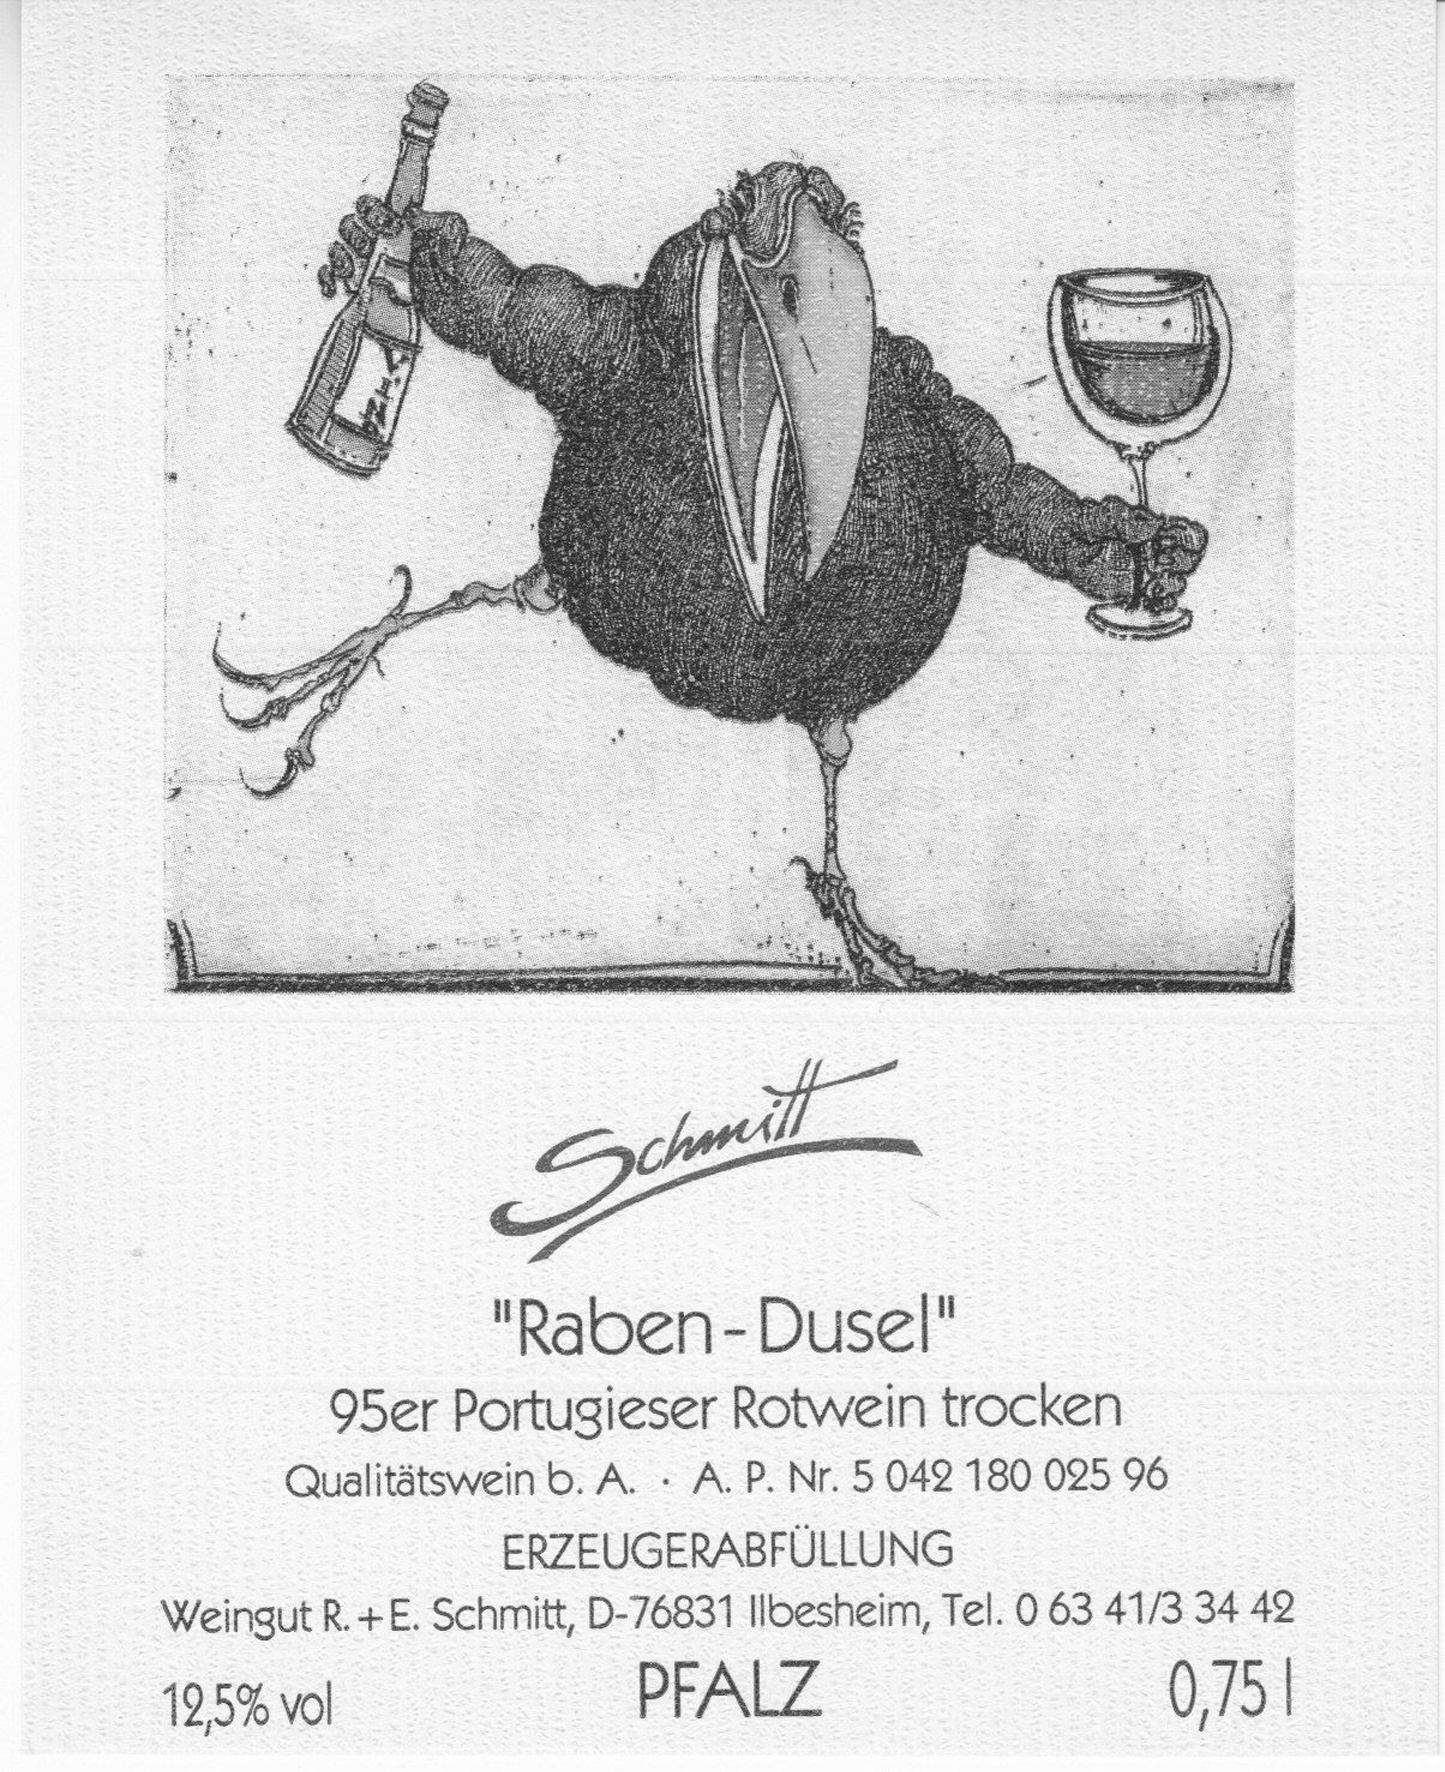 Schmitt
"Raben-Dusel"
95er Portugieser Rotwein trocken
Qualitätswein b. A. · A. P. Nr. 5 042 180 025 96
ERZEUGERABFÜLLUNG
Weingut R. + E. Schmitt, D-76831 Ilbesheim, Tel. 0 63 41/3 34 42
12,5% vol PFALZ 0,75 l